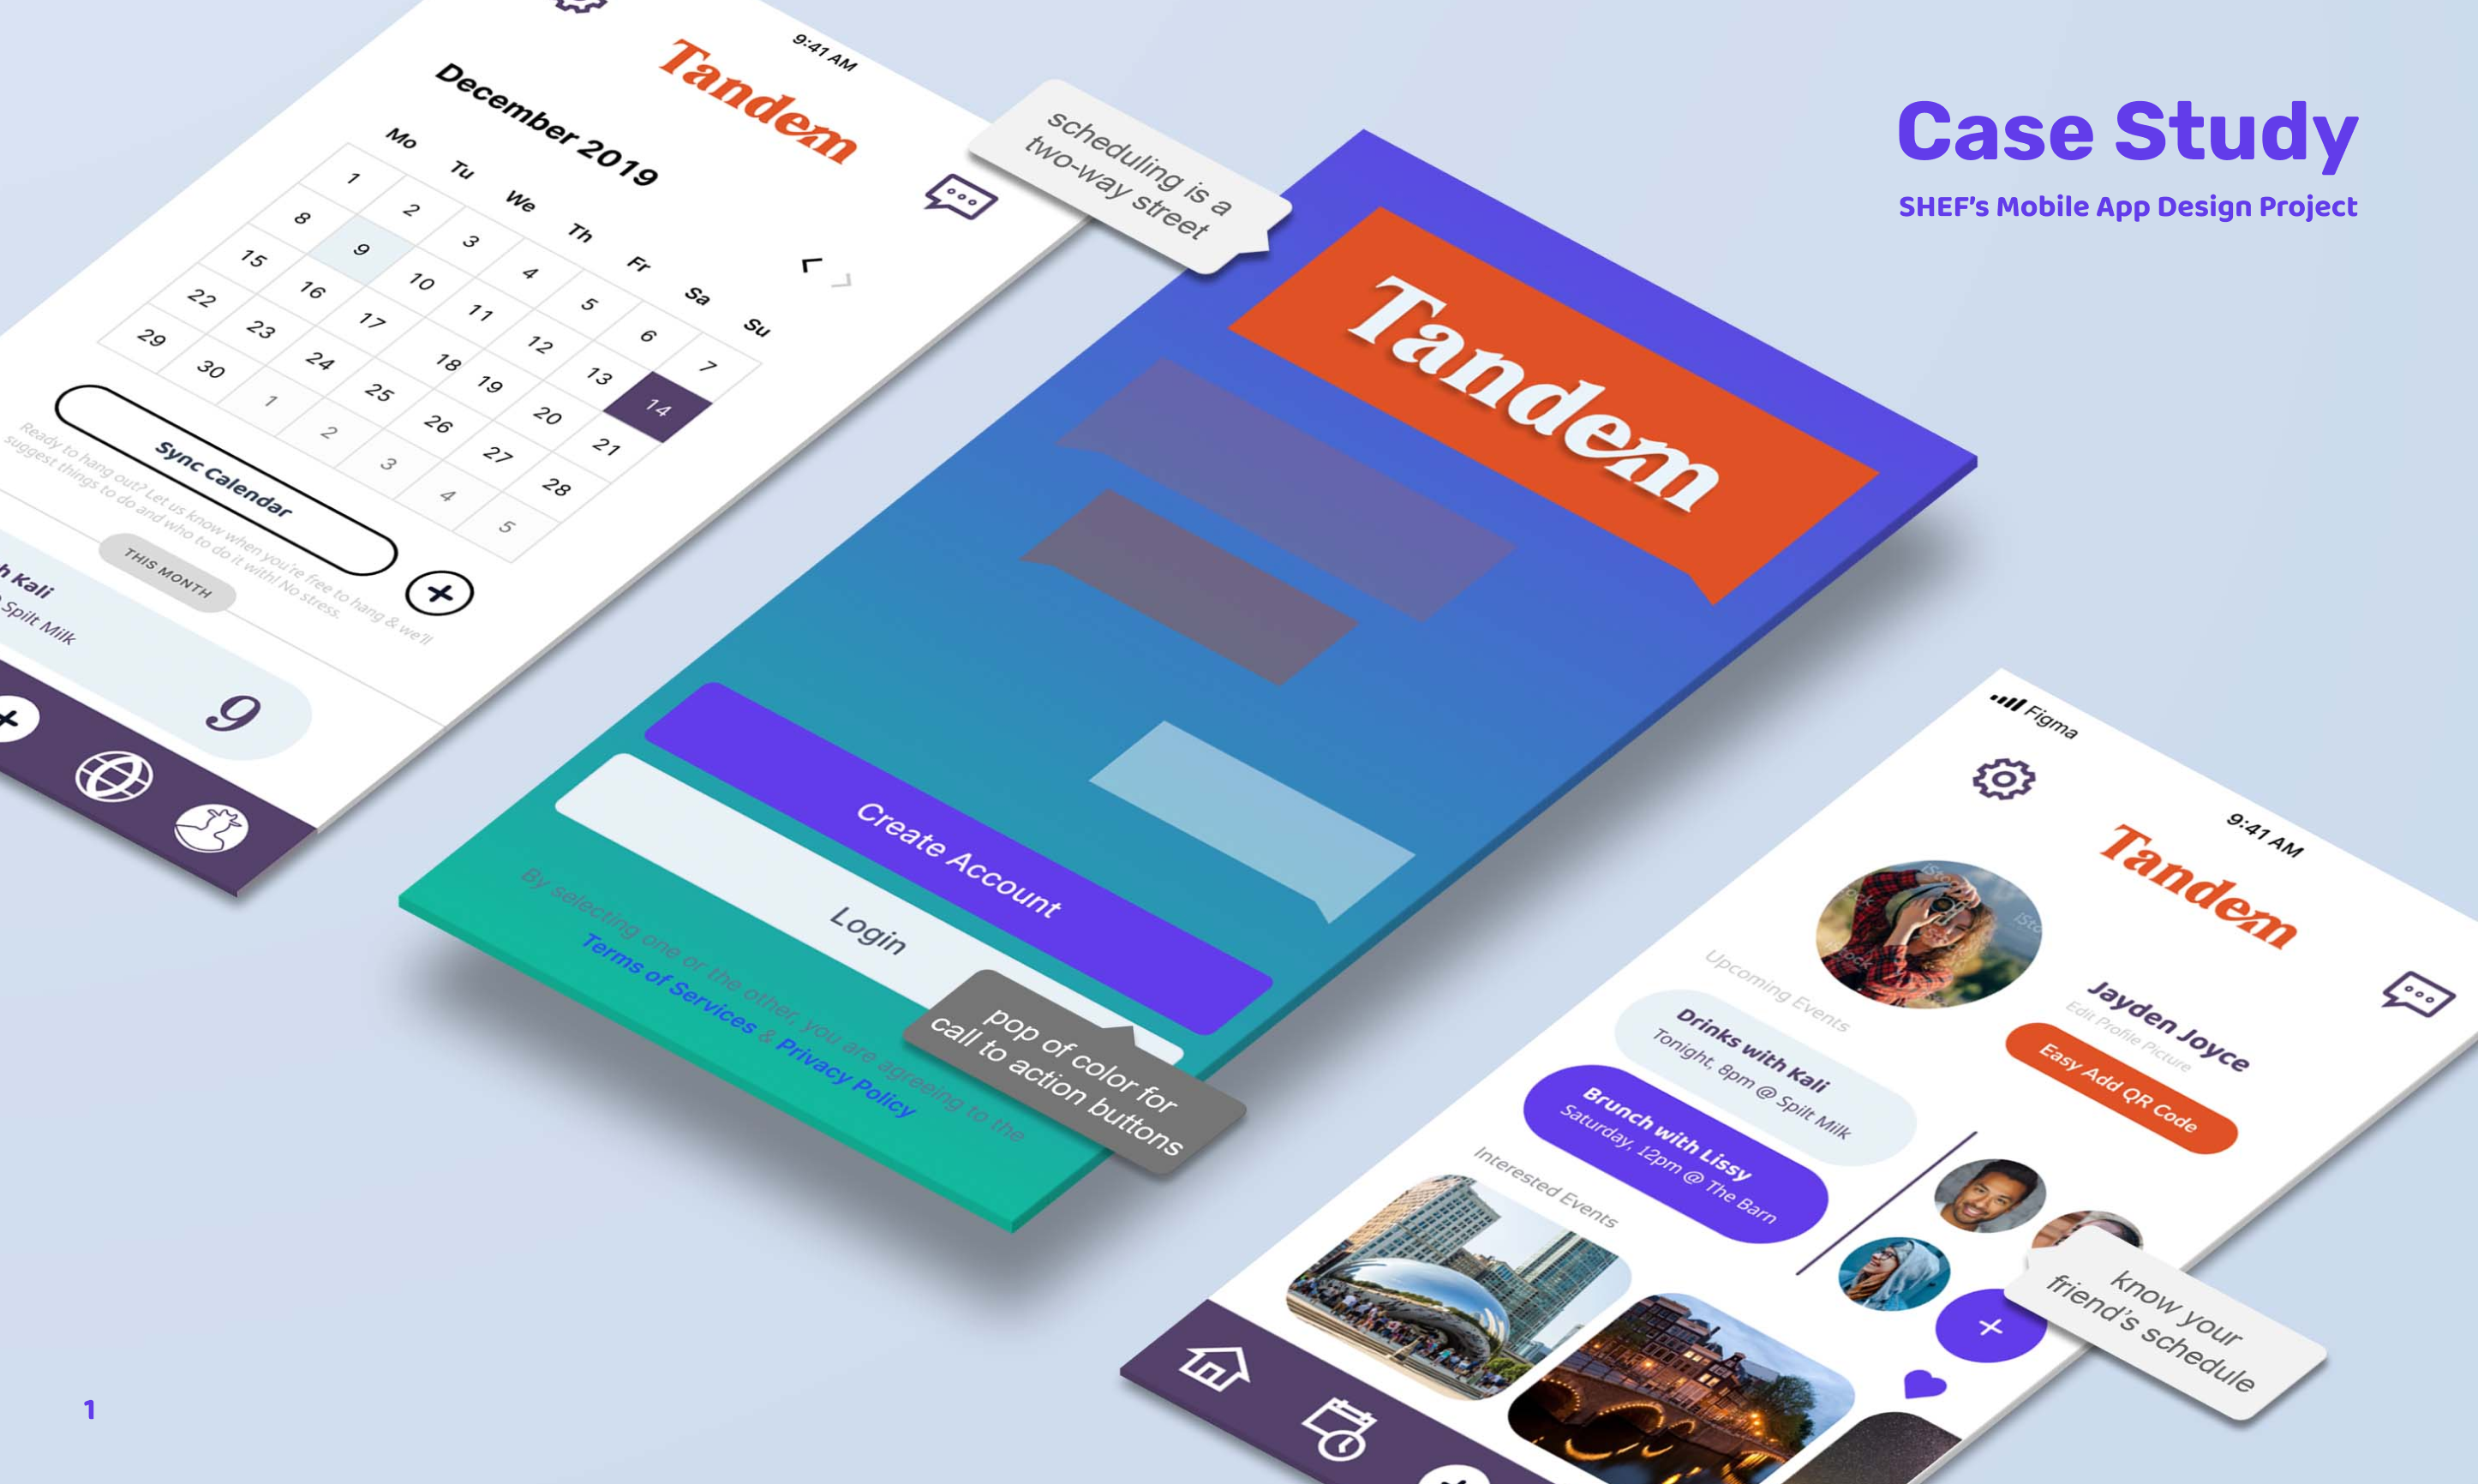 Case Study
SHEF's Mobile App Design Project
9:41 AM
Tandem
December 2019
Mo Tu We Th Fr Sa Su
1 2 3 4 5 6 7
8 9 10 11 12 13 14
15 16 17 18 19 20 21
22 23 24 25 26 27 28
29 30 1 2 3 4 5
Sync Calendar
Ready to hang out? Let us know when you're free to hang & we'll
suggest things to do and who to do it with! No stress.
THIS MONTH
h Kali
Spilt Milk
9
scheduling is a
two-way street
Tandem
Create Account
Login
By selecting one or the other, you are agreeing to the
Terms of Services & Privacy Policy
pop of color for
call to action buttons
Figma
9:41 AM
Tandem
iStock
Jayden Joyce
Edit Profile Picture
Easy Add QR Code
Upcoming Events
Drinks with Kali
Tonight, 8pm @ Spilt Milk
Brunch with Lissy
Saturday, 12pm @ The Barn
Interested Events
know your
friend's schedule
1